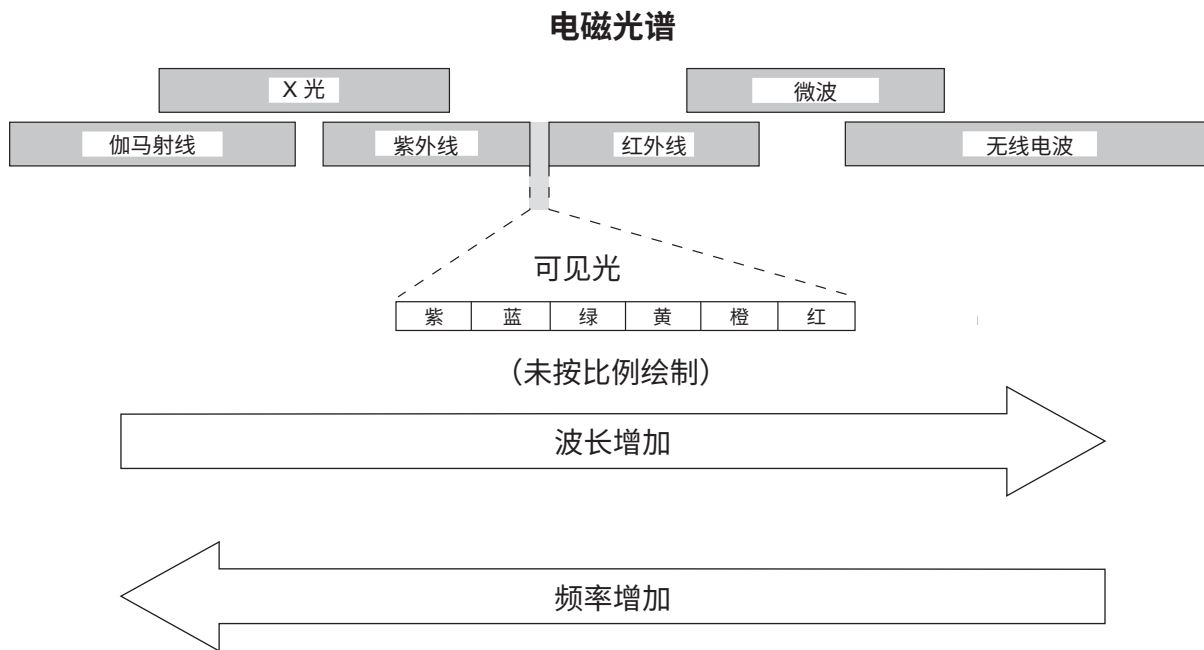 电磁光谱
X 光
微波
伽马射线
紫外线
红外线
无线电波
可见光
紫 蓝 绿 黄 橙 红
（未按比例绘制）
波长增加
频率增加